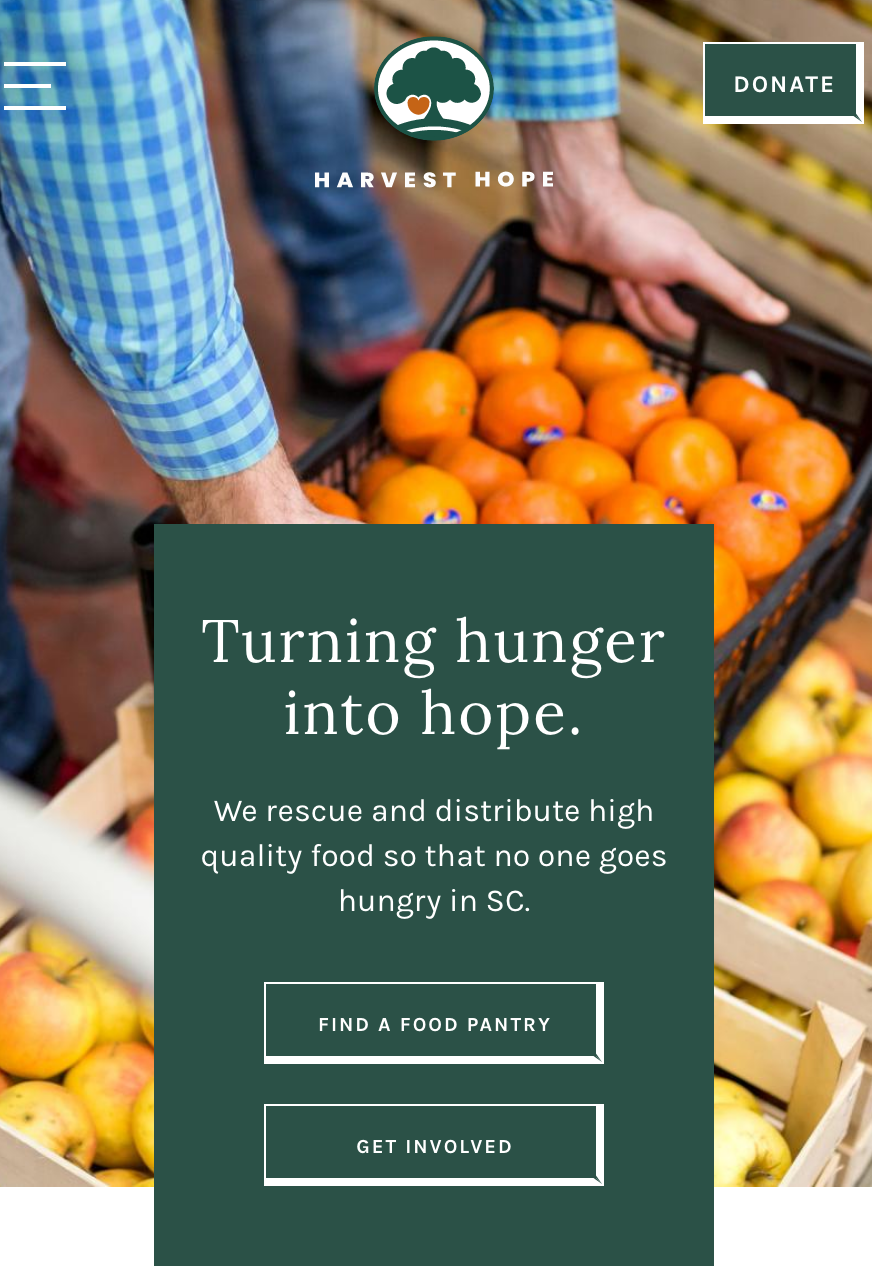 DONATE
HARVEST HOPE
Turning hunger
into hope.
We rescue and distribute high
quality food so that no one goes
hungry in SC.
FIND A FOOD PANTRY
GET INVOLVED